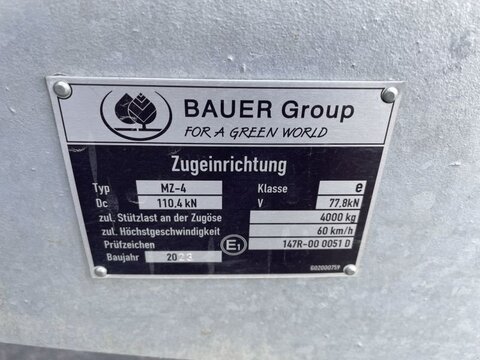 BAUER Group
FOR A GREEN WORLD
Zugeinrichtung
Typ MZ-4 Klasse e
Dc 110,4 kN V 77,8kN
zul. Stützlast an der Zugöse 4000 kg
zul. Höchstgeschwindigkeit 60 km/h
Prüfzeichen E1 147R-00 0051 D
Baujahr 2023
G02000759